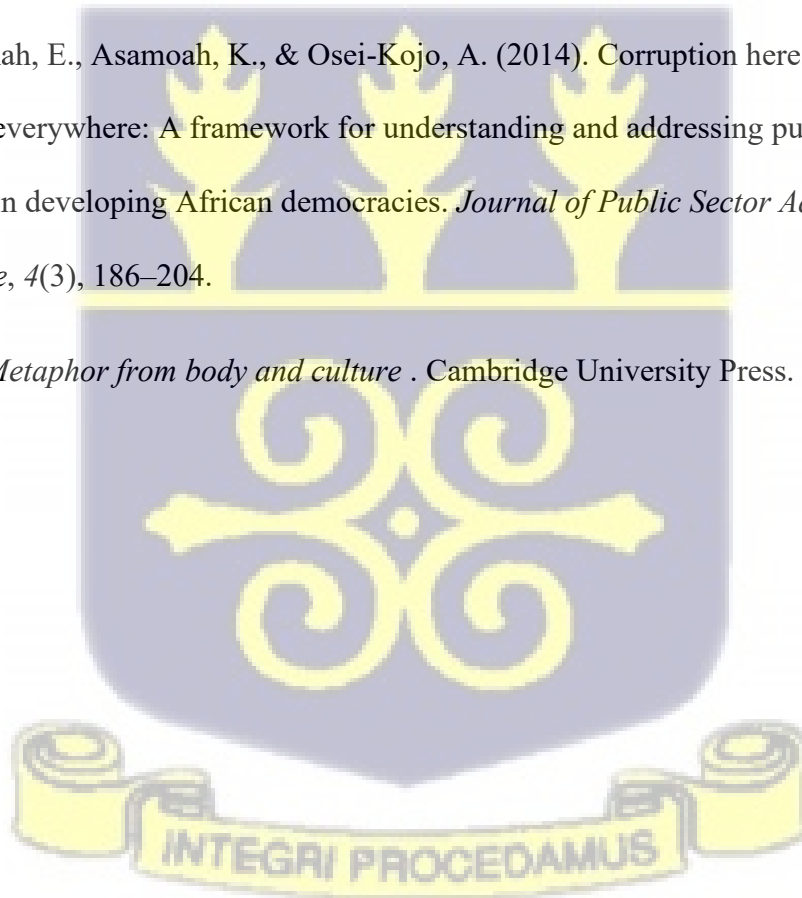 ah, E., Asamoah, K., & Osei-Kojo, A. (2014). Corruption here
everywhere: A framework for understanding and addressing pu
n developing African democracies. Journal of Public Sector Ad
e, 4(3), 186–204.
Metaphor from body and culture . Cambridge University Press.
INTEGRI PROCEDAMUS